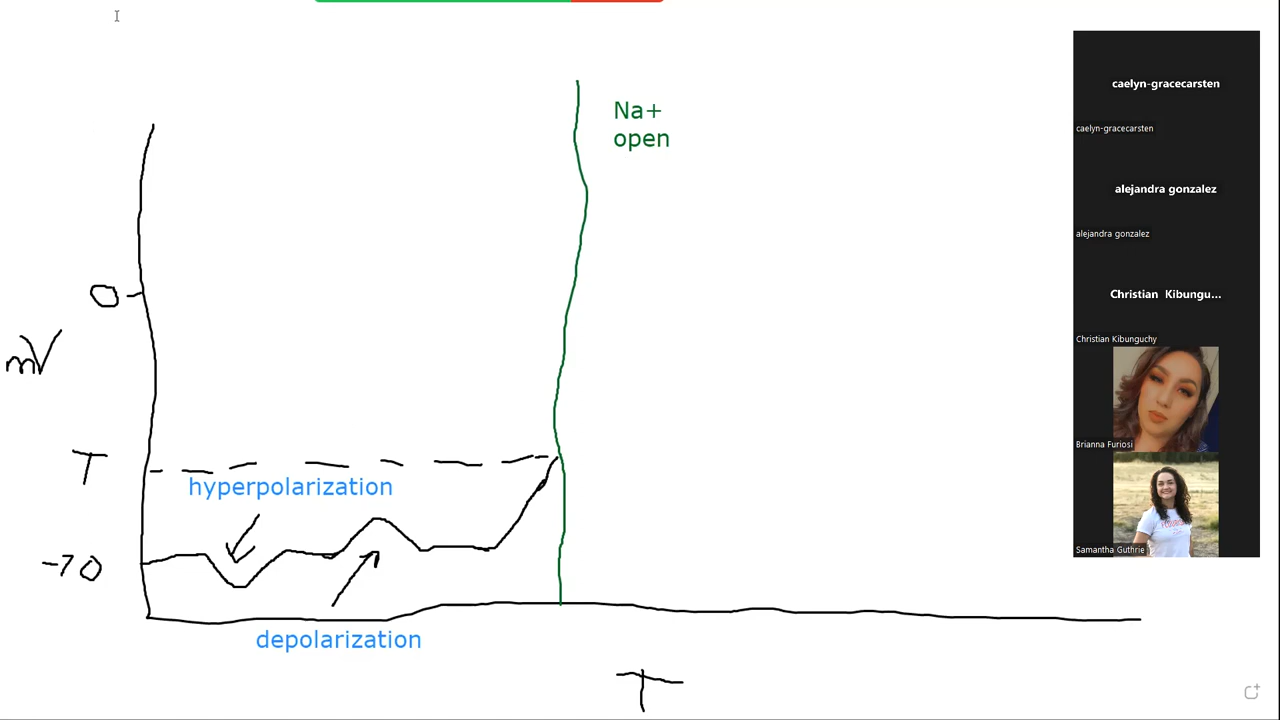 Na+
open
0
mV
T
hyperpolarization
-70
depolarization
T
caelyn-gracecarsten
caelyn-gracecarsten
alejandra gonzalez
alejandra gonzalez
Christian Kibungu...
Christian Kibunguchy
Brianna Furiosi
Samantha Guthrie